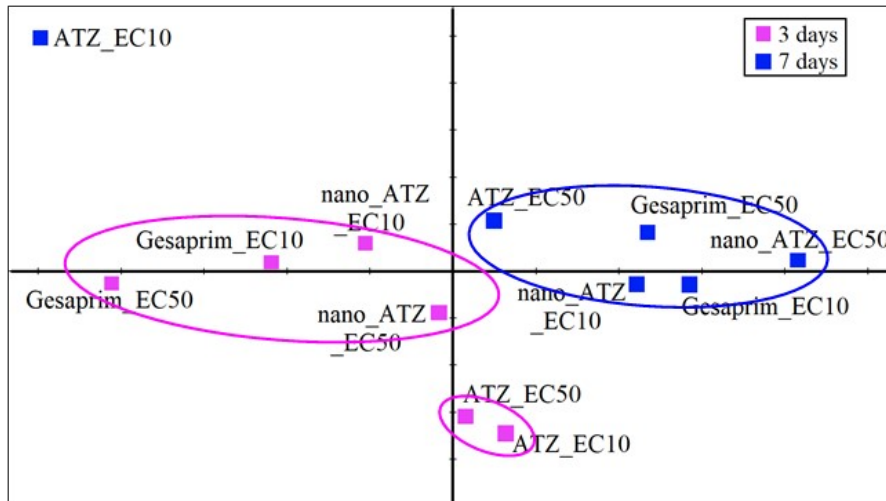 ATZ_EC10
3 days
7 days
nano_ATZ
_EC10
ATZ_EC50
Gesaprim_EC50
Gesaprim_EC10
nano_ATZ_EC50
Gesaprim_EC50
nano_ATZ
_EC50
nano_ATZ
_EC10
Gesaprim_EC10
ATZ_EC50
ATZ_EC10